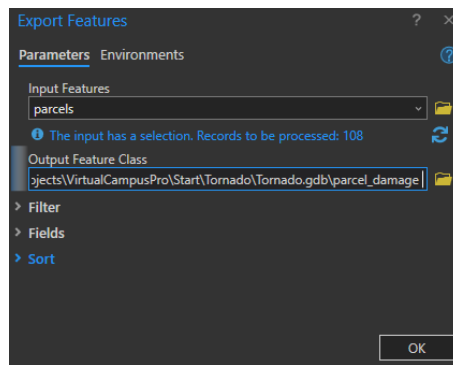 Export Features ? ×
Parameters Environments ?
Input Features
parcels
The input has a selection. Records to be processed: 108
Output Feature Class
ojects\VirtualCampusPro\Start\Tornado\Tornado.gdb\parcel_damage
> Filter
> Fields
> Sort
OK